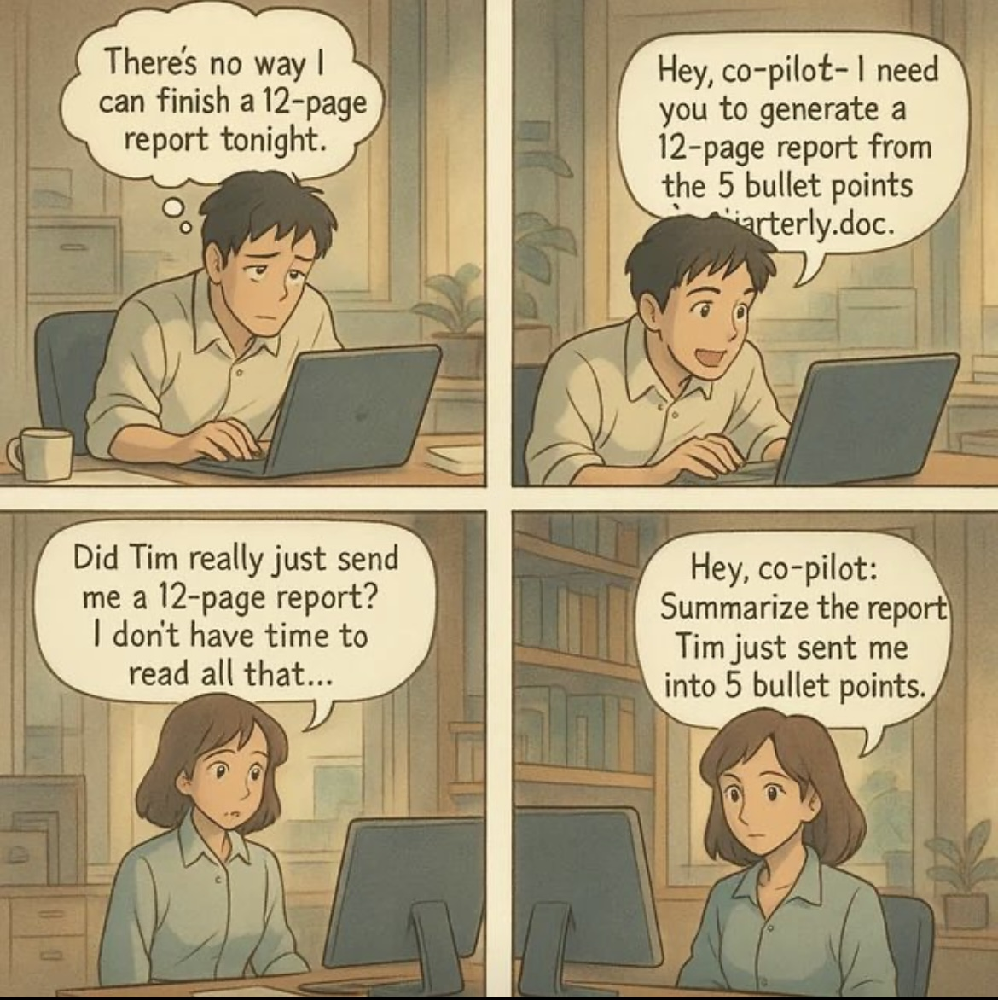 There's no way I
can finish a 12-page
report tonight.
Hey, co-pilot- I need
you to generate a
12-page report from
the 5 bullet points
arterly.doc.
Did Tim really just send
me a 12-page report?
I don't have time to
read all that...
Hey, co-pilot:
Summarize the report
Tim just sent me
into 5 bullet points.